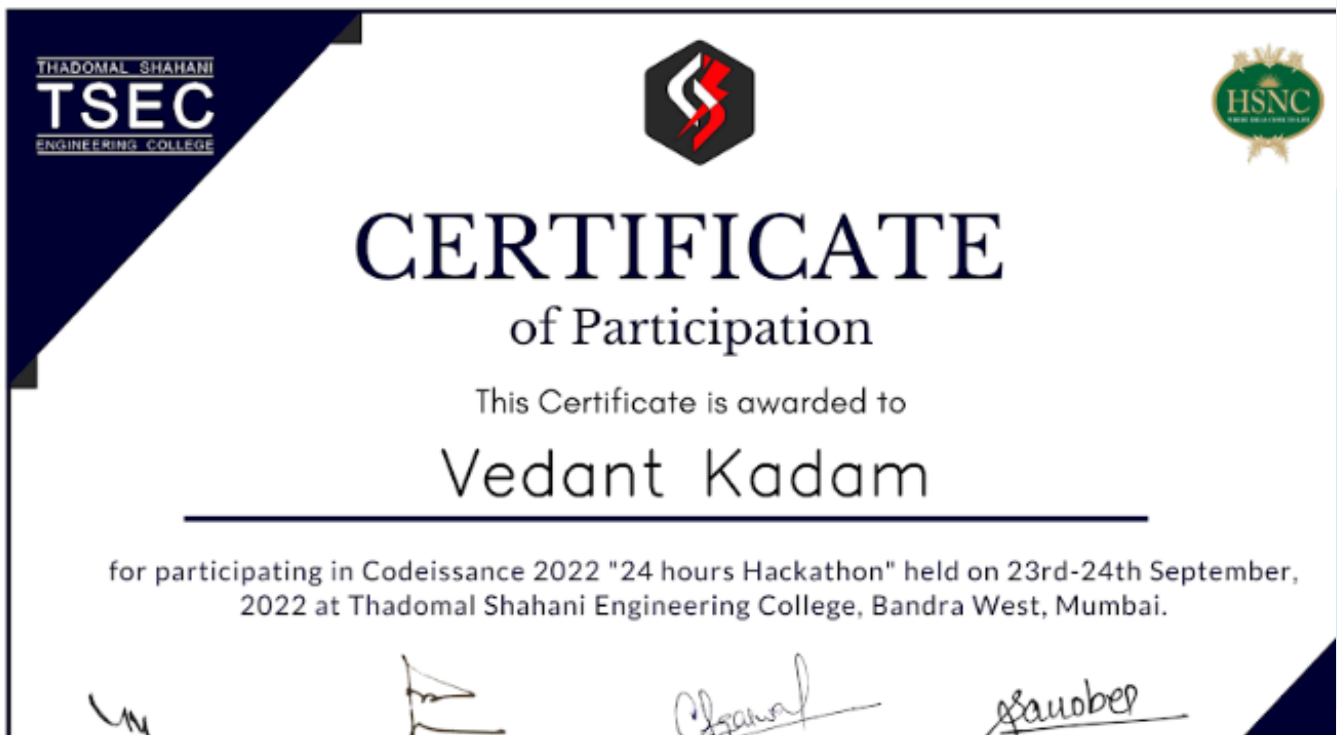 THADOMAL SHAHANI
TSEC
ENGINEERING COLLEGE
HSNC
CERTIFICATE
of Participation
This Certificate is awarded to
Vedant Kadam
for participating in Codeissance 2022 "24 hours Hackathon" held on 23rd-24th September,
2022 at Thadomal Shahani Engineering College, Bandra West, Mumbai.
Sanober